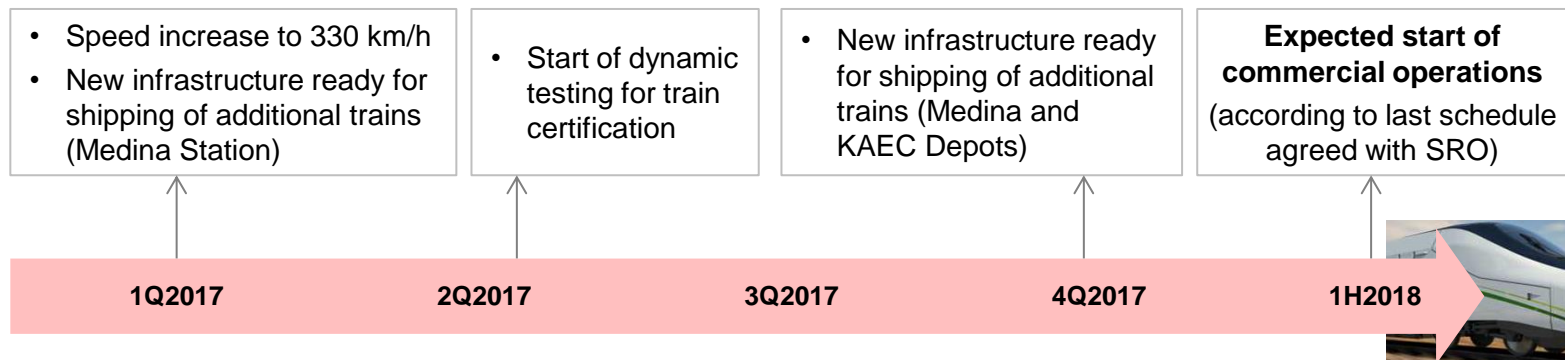 • Speed increase to 330 km/h
• New infrastructure ready
for shipping of additional trains
(Medina Station)
• Start of dynamic
testing for train
certification
• New infrastructure ready
for shipping of additional
trains (Medina and
KAEC Depots)
Expected start of
commercial operations
(according to last schedule
agreed with SRO)
1Q2017
2Q2017
3Q2017
4Q2017
1H2018